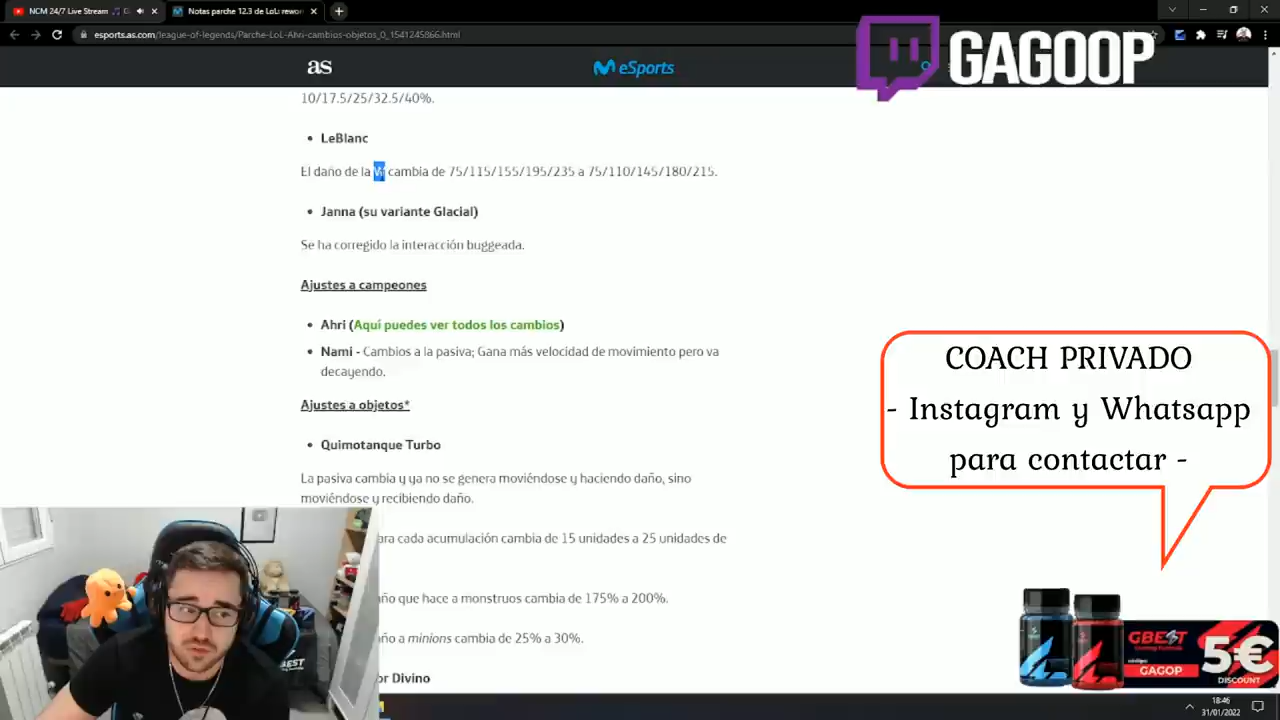 NCM 24/7 Live Stream
Notas parche 12.3 de LoL: rewor
esports.as.com/league-of-legends/Parche-LoL-Ahri-cambios-objetos_0_1541245866.html
as
eSports
GAGOOP
10/17.5/25/32.5/40%.
LeBlanc
El daño de la W cambia de 75/115/155/195/235 a 75/110/145/180/215.
Janna (su variante Glacial)
Se ha corregido la interacción buggeada.
Ajustes a campeones
Ahri (Aquí puedes ver todos los cambios)
Nami - Cambios a la pasiva; Gana más velocidad de movimiento pero va
decayendo.
Ajustes a objetos*
Quimotanque Turbo
La pasiva cambia y ya no se genera moviéndose y haciendo daño, sino
moviéndose y recibiendo daño.
ara cada acumulación cambia de 15 unidades a 25 unidades de
año que hace a monstruos cambia de 175% a 200%.
año a minions cambia de 25% a 30%.
or Divino
COACH PRIVADO
- Instagram y Whatsapp
para contactar -
GBEST
GAGOP
5€
DISCOUNT
18:46
31/01/2022